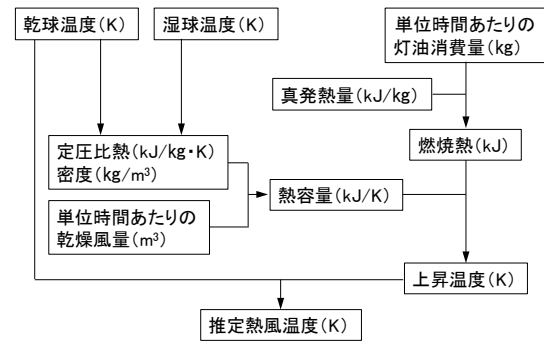 乾球温度(K)
湿球温度(K)
単位時間あたりの
灯油消費量(kg)
真発熱量(kJ/kg)
定圧比熱(kJ/kg・K)
密度(kg/m³)
燃焼熱(kJ)
熱容量(kJ/K)
単位時間あたりの
乾燥風量(m³)
上昇温度(K)
推定熱風温度(K)